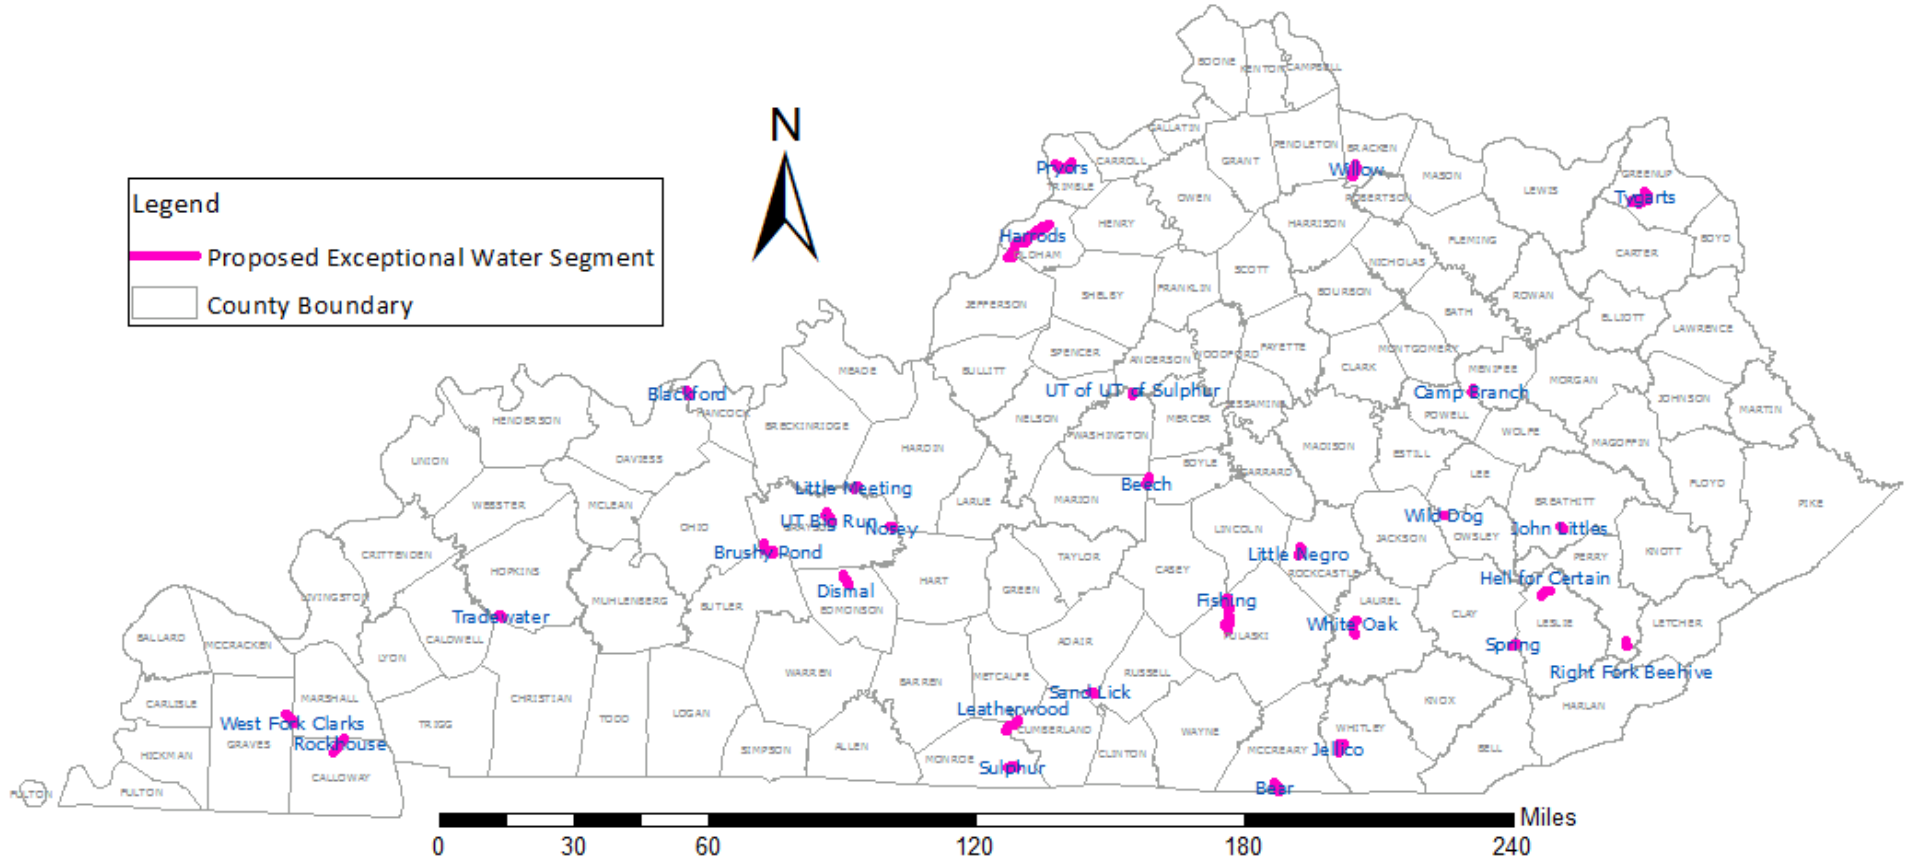 N
Legend
Proposed Exceptional Water Segment
County Boundary
BOONE
KENTON
CAMPBELL
GALLATIN
CARROLL
GRANT
PENDLETON
BRACKEN
Pryors
TRIMBLE
Willow
MASON
LEWIS
GREENUP
Tygarts
OWEN
ROBERTSON
HENRY
HARRISON
Harrods
OLDHAM
FLEMING
BOYD
CARTER
NICHOLAS
SCOTT
SHELBY
FRANKLIN
BOURSON
ROWAN
JEFFERSON
BATH
ELLIOTT
LAWRENCE
SPENCER
ANDERSON
WOODFORD
FAYETTE
MONTGOMERY
CLARK
MENIFEE
MORGAN
MEADE
BULLITT
Blackford
HANCOCK
UT of UT of Sulphur
Camp Branch
JESSAMINE
JOHNSON
MARTIN
HENDERSON
BRECKINRIDGE
NELSON
MERCER
POWELL
WASHINGTON
WOLFE
MAGOFFIN
UNION
DAVIESS
HARDIN
MADISON
ESTILL
BOYLE
GARRARD
LEE
Little Meeting
Beech
LARUE
MARION
FLOYD
PIKE
WEBSTER
MCLEAN
OHIO
BREATHITT
UT Big Run
GRAYSON
Nosey
LINCOLN
Wild Dog
OWSLEY
John Littles
JACKSON
CRITTENDEN
Brushy Pond
TAYLOR
Little Negro
ROCKCASTLE
PERRY
KNOTT
HOPKINS
CASEY
HART
GREEN
Hell for Certain
LIVINGSTON
MUHLENBERG
BUTLER
Dismal
EDMONSON
Fishing
LAUREL
CLAY
LESLIE
LETCHER
Tradewater
CALDWELL
White Oak
PULASKI
BALLARD
MCCRACKEN
LYON
ADAIR
Spring
Right Fork Beehive
WARREN
BARREN
METCALFE
RUSSELL
CARLISLE
MARSHALL
CHRISTIAN
Sand Lick
KNOX
HARLAN
West Fork Clarks
TRIGG
TODD
LOGAN
Leatherwood
CUMBERLAND
WAYNE
WHITLEY
GRAVES
Rockhouse
HICKMAN
SIMPSON
ALLEN
MONROE
CLINTON
MCCREARY
Jellico
BELL
CALLOWAY
Sulphur
Bear
FULTON
FULTON
Miles
0 30 60 120 180 240